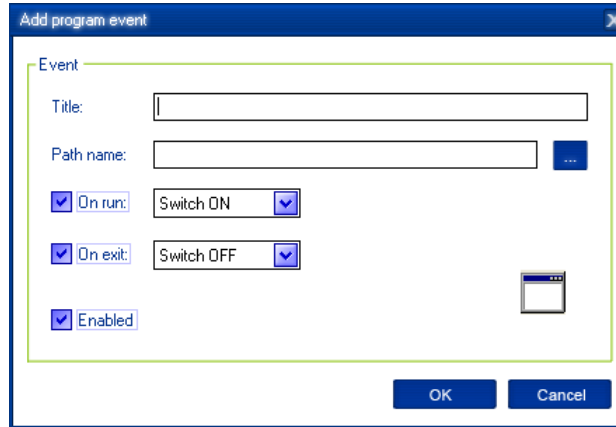 Add program event
Event
Title:
Path name:
...
On run:
Switch ON
On exit:
Switch OFF
Enabled
OK
Cancel